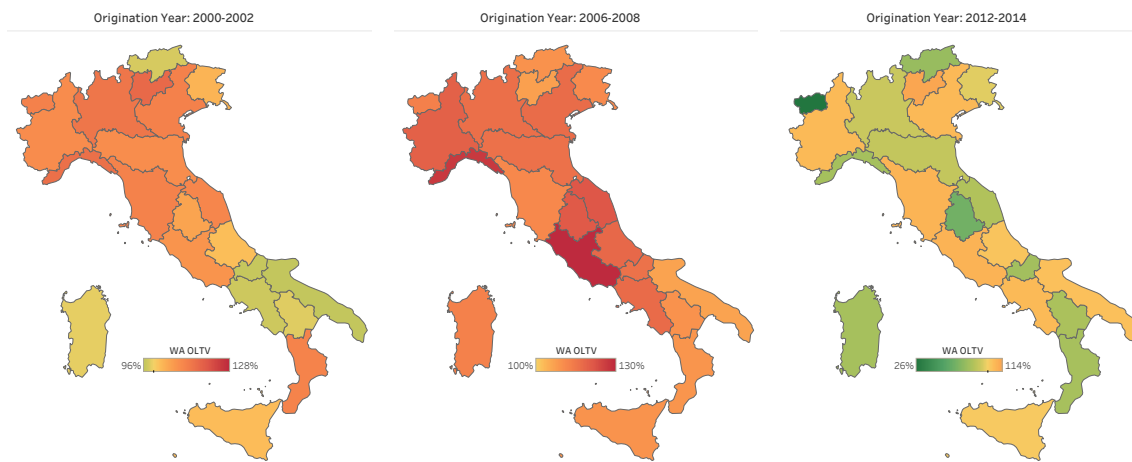 Origination Year: 2000-2002
Origination Year: 2006-2008
Origination Year: 2012-2014
WA OLTV
96% 128%
WA OLTV
100% 130%
WA OLTV
26% 114%